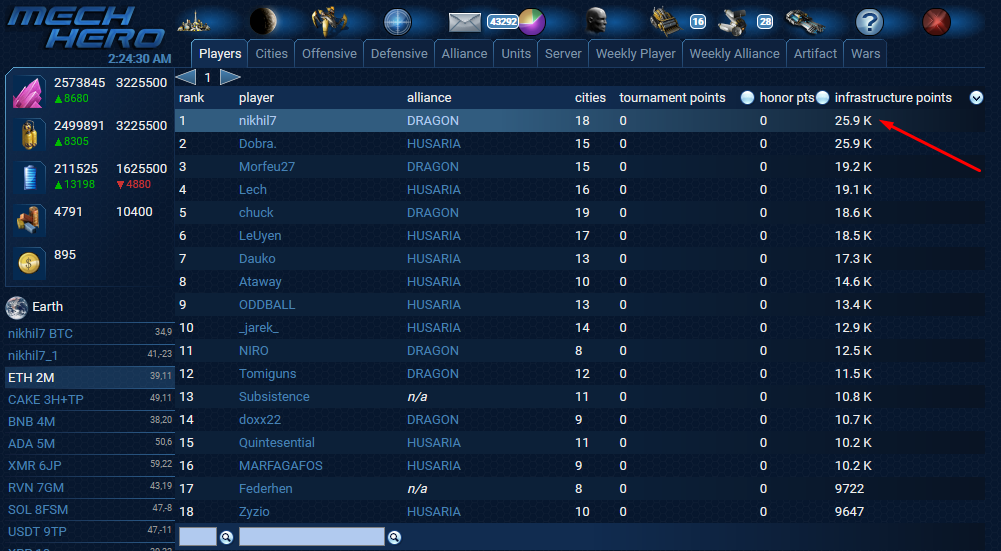 MECH
HERO
2:24:30 AM
43292
16
28
?
Players Cities Offensive Defensive Alliance Units Server Weekly Player Weekly Alliance Artifact Wars
1
2573845 3225500
8680
2499891 3225500
8305
211525 1625500
13198 4880
4791 10400
895
Earth
nikhil7 BTC 34,9
nikhil7_1 41,-23
ETH 2M 39,11
CAKE 3H+TP 49,11
BNB 4M 38,20
ADA 5M 50,6
XMR 6JP 59,22
RVN 7GM 43,19
SOL 8FSM 47,-8
USDT 9TP 47,-11
rank player alliance cities tournament points honor pts infrastructure points
1 nikhil7 DRAGON 18 0 0 25.9 K
2 Dobra. HUSARIA 15 0 0 25.9 K
3 Morfeu27 DRAGON 15 0 0 19.2 K
4 Lech HUSARIA 16 0 0 19.1 K
5 chuck DRAGON 19 0 0 18.6 K
6 LeUyen HUSARIA 17 0 0 18.5 K
7 Dauko HUSARIA 13 0 0 17.3 K
8 Ataway HUSARIA 10 0 0 14.6 K
9 ODDBALL HUSARIA 13 0 0 13.4 K
10 _jarek_ HUSARIA 14 0 0 12.9 K
11 NIRO DRAGON 8 0 0 12.5 K
12 Tomiguns DRAGON 12 0 0 11.5 K
13 Subsistence n/a 11 0 0 10.8 K
14 doxx22 DRAGON 9 0 0 10.7 K
15 Quintesential HUSARIA 11 0 0 10.2 K
16 MARFAGAFOS HUSARIA 9 0 0 10.2 K
17 Federhen n/a 8 0 0 9722
18 Zyzio HUSARIA 10 0 0 9647